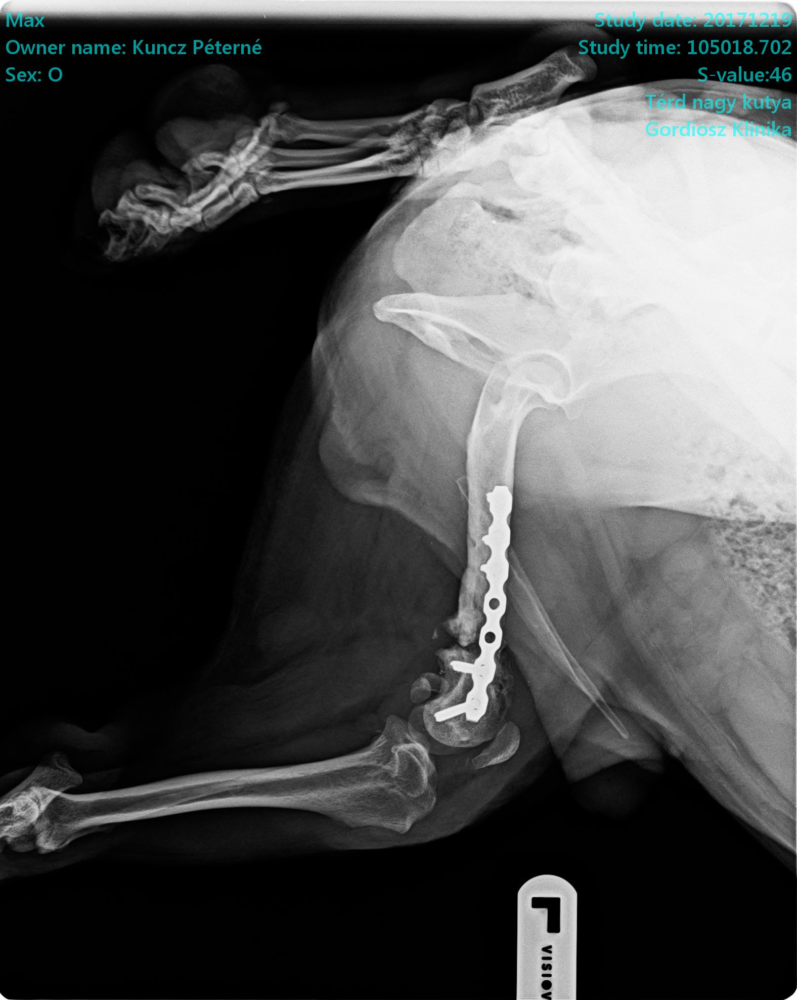 Max
Owner name: Kuncz Péterné
Sex: O
Study date: 20171219
Study time: 105018.702
S-value:46
Térd nagy kutya
Gordiosz Klinika
L
VISIOV